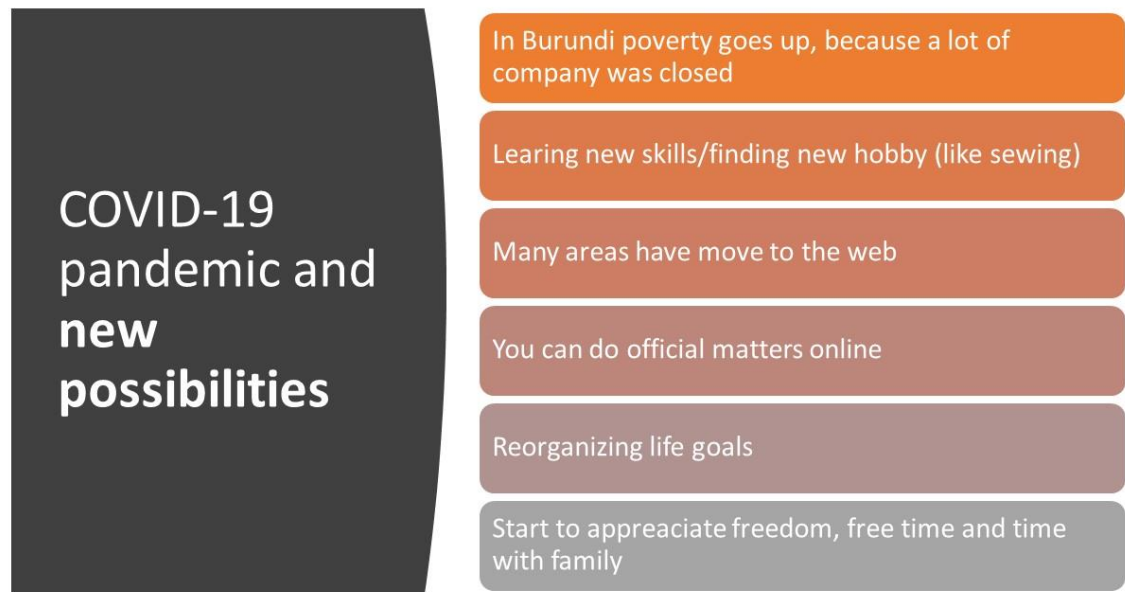 COVID-19
pandemic and
new
possibilities
In Burundi poverty goes up, because a lot of
company was closed
Learing new skills/finding new hobby (like sewing)
Many areas have move to the web
You can do official matters online
Reorganizing life goals
Start to appreaciate freedom, free time and time
with family